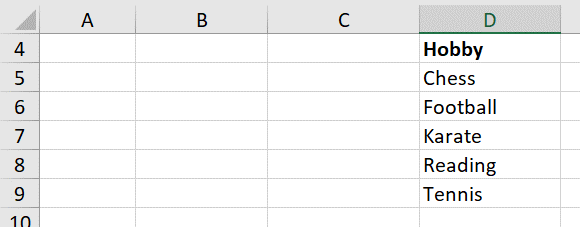 A B C D
4 Hobby
5 Chess
6 Football
7 Karate
8 Reading
9 Tennis
10